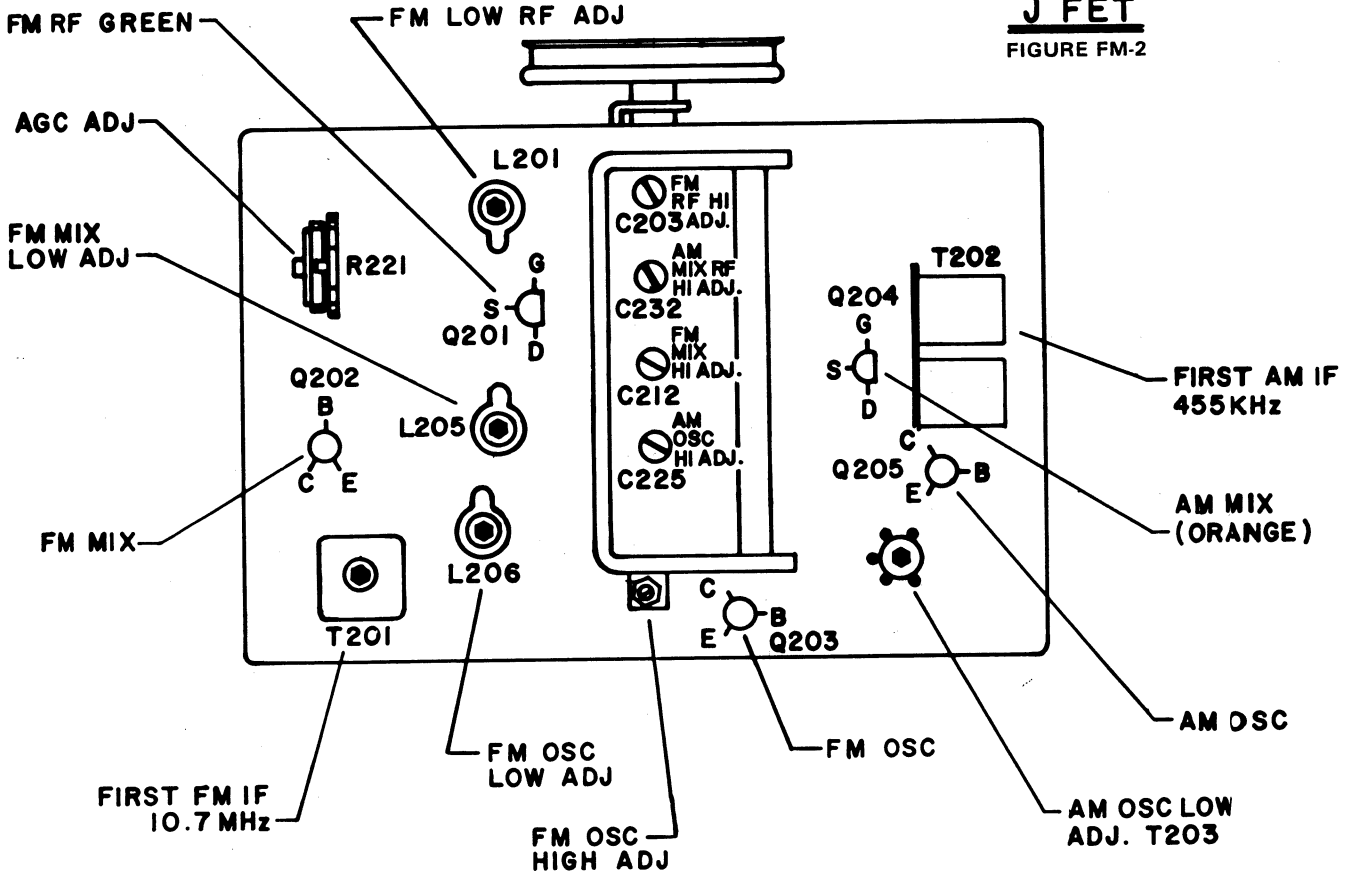 J FET
FIGURE FM-2
FM RF GREEN
FM LOW RF ADJ
AGC ADJ
L201
FM MIX
LOW ADJ
R221
G
S
Q201
D
FM
RF HI
C203 ADJ.
AM
MIX RF
HI ADJ.
C232
FM
MIX
HI ADJ.
C212
AM
OSC
HI ADJ.
C225
T202
Q204
G
S
D
FIRST AM IF
455KHz
Q202
B
C E
L205
C
Q205
B
E
AM MIX
(ORANGE)
FM MIX
L206
T201
C
B
E
Q203
AM OSC
FM OSC
LOW ADJ
FM OSC
FIRST FM IF
10.7MHz
FM OSC
HIGH ADJ
AM OSC LOW
ADJ. T203